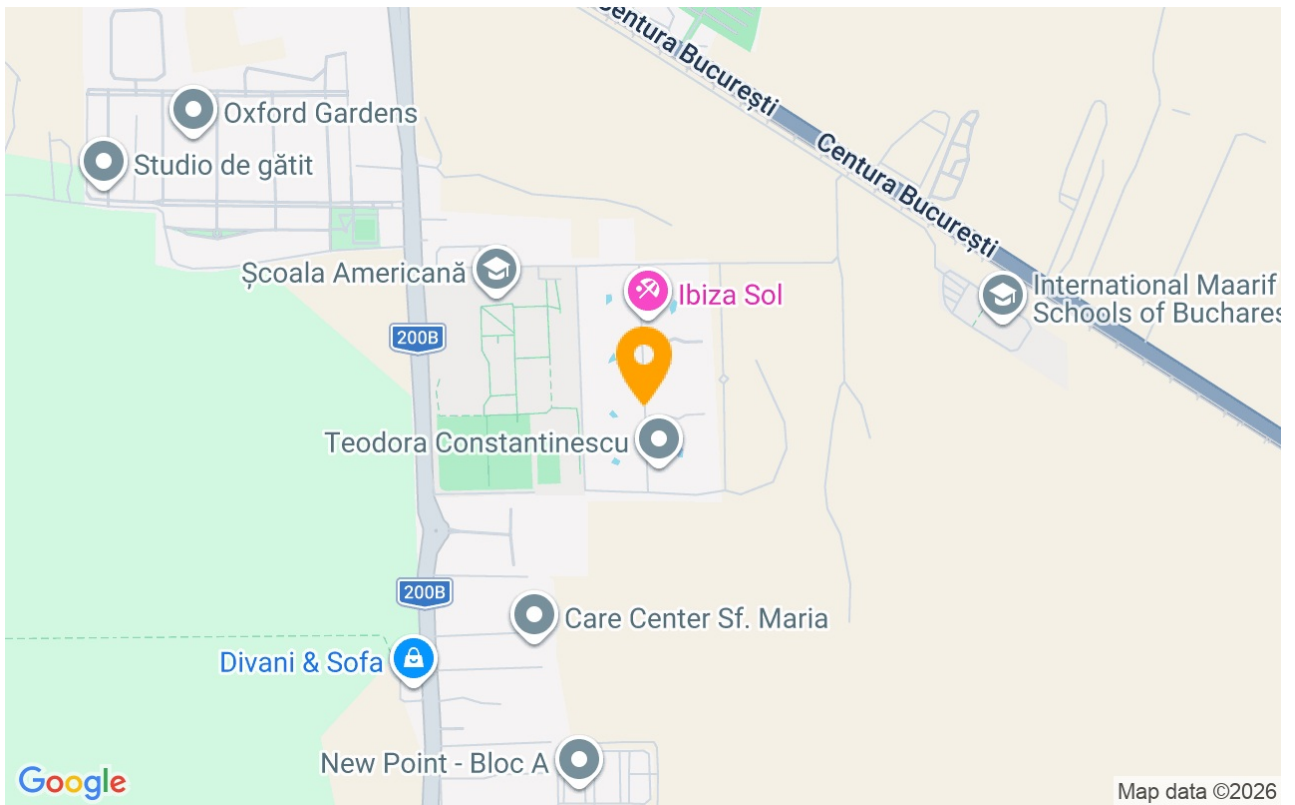 Centura București
Oxford Gardens
Studio de gătit
Centura București
Școala Americană
Ibiza Sol
International Maarif
Schools of Buchares
200B
Teodora Constantinescu
200B
Care Center Sf. Maria
Divani & Sofa
New Point - Bloc A
Google
Map data ©2026